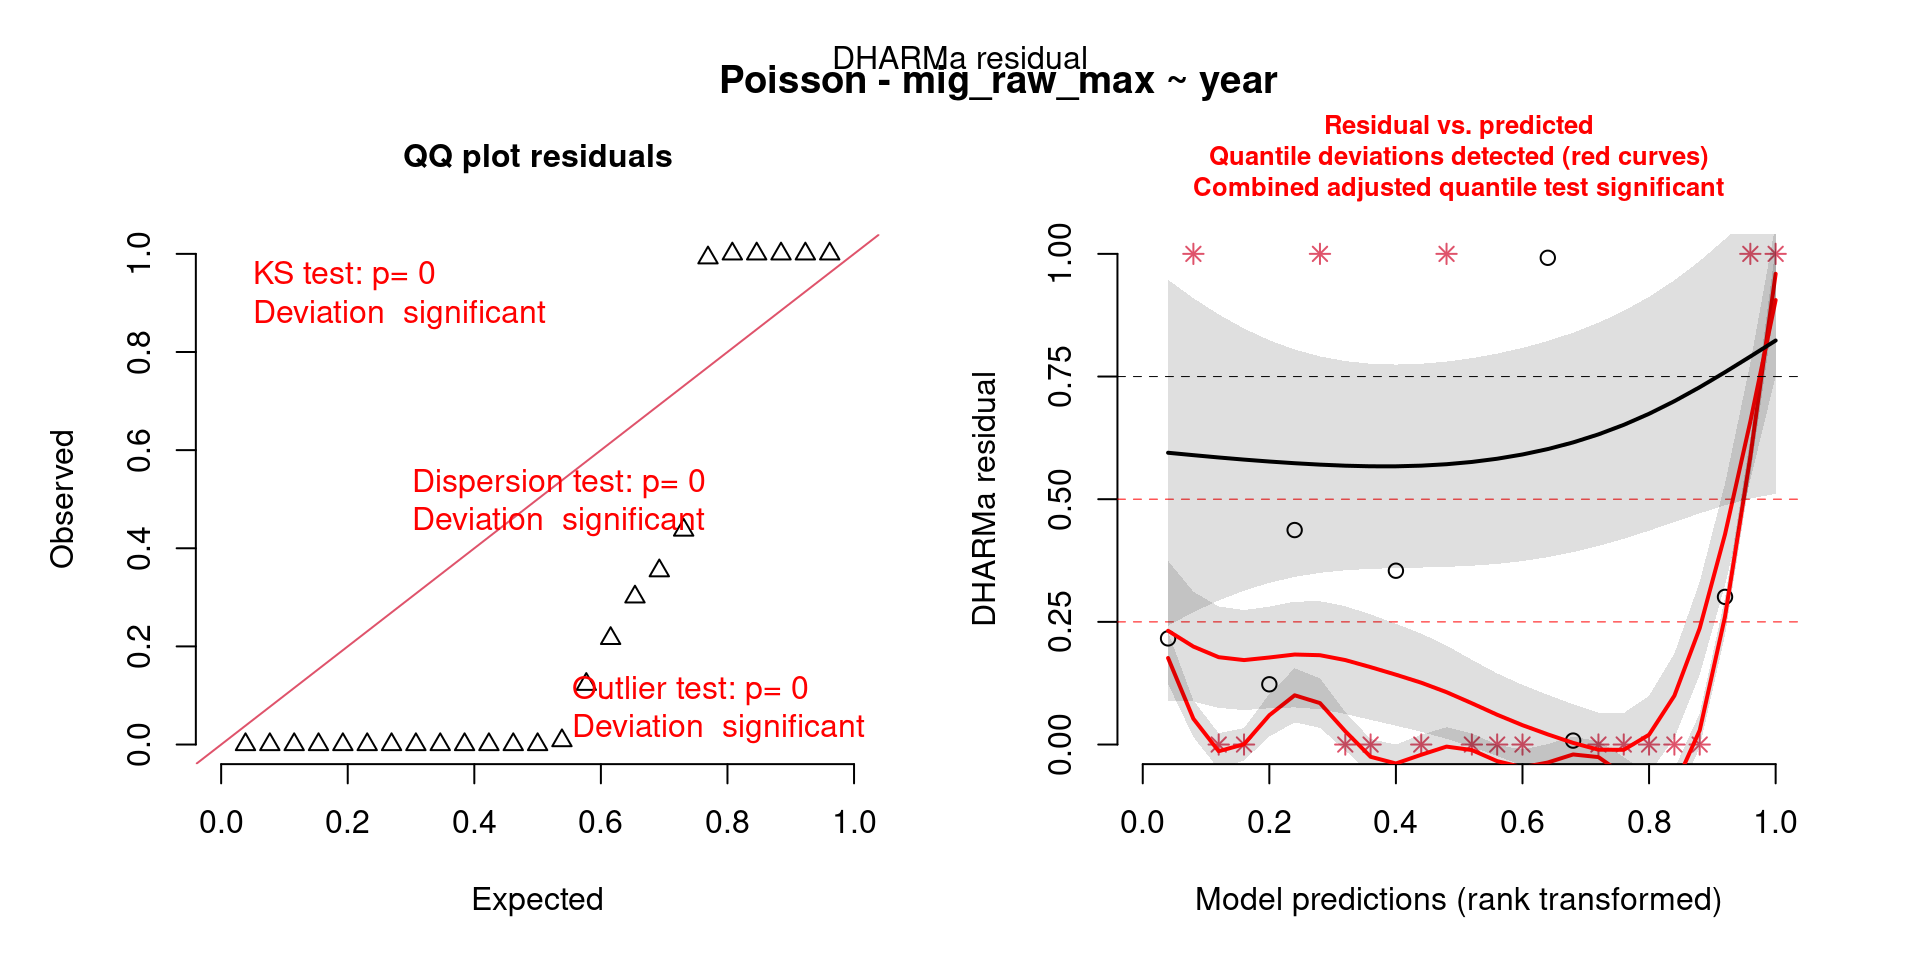 DHARMa residual
Poisson - mig_raw_max ~ year
QQ plot residuals
KS test: p= 0
Deviation  significant
Dispersion test: p= 0
Deviation  significant
Outlier test: p= 0
Deviation  significant
Observed
0.0
0.2
0.4
0.6
0.8
1.0
0.0 0.2 0.4 0.6 0.8 1.0
Expected
Residual vs. predicted
Quantile deviations detected (red curves)
Combined adjusted quantile test significant
DHARMa residual
0.00
0.25
0.50
0.75
1.00
0.0 0.2 0.4 0.6 0.8 1.0
Model predictions (rank transformed)